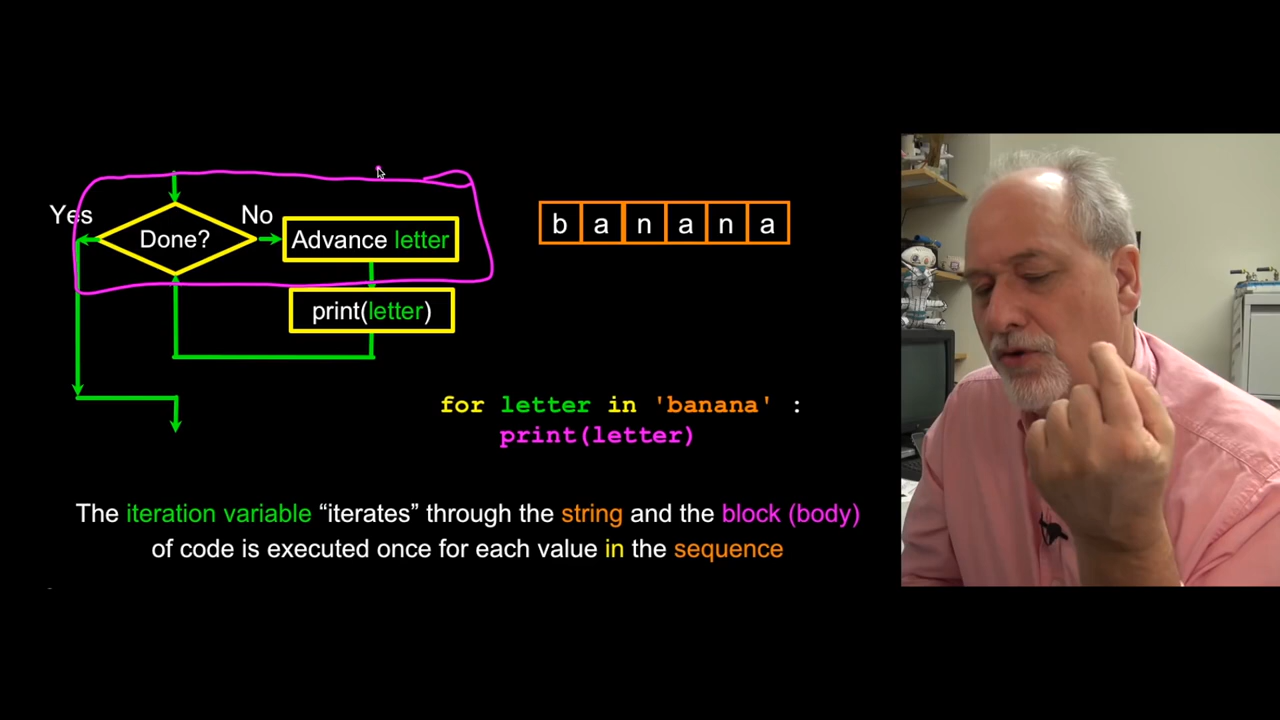 Yes
No
Done?
Advance letter
b a n a n a
print(letter)
for letter in 'banana' :
print(letter)
The iteration variable “iterates” through the string and the block (body)
of code is executed once for each value in the sequence